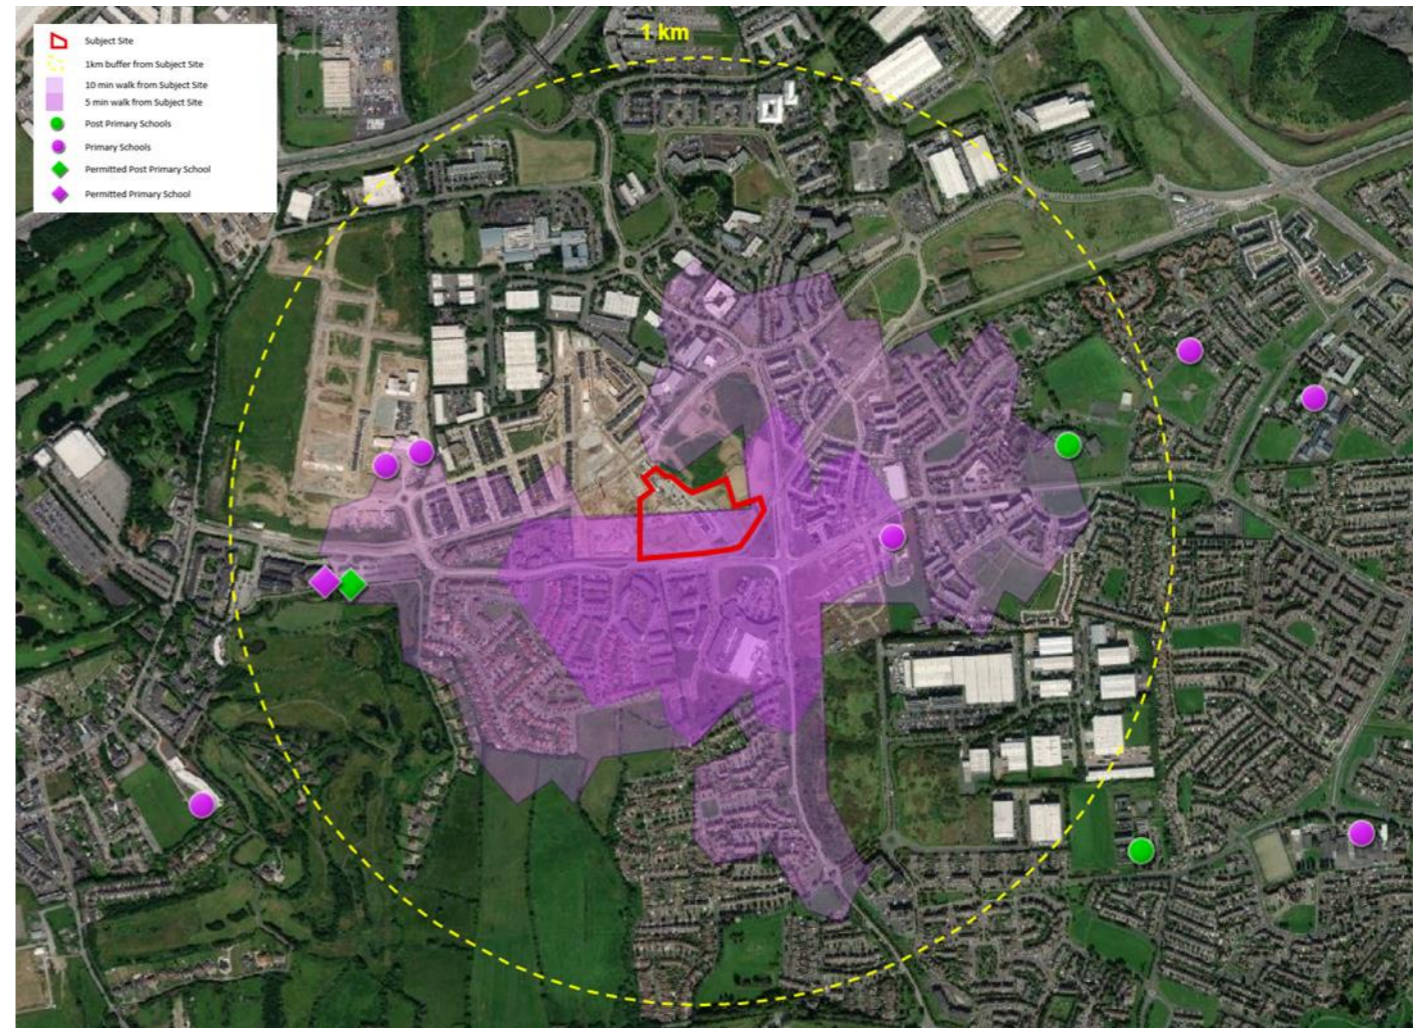 1 km
Subject Site
1km buffer from Subject Site
10 min walk from Subject Site
5 min walk from Subject Site
Post Primary Schools
Primary Schools
Permitted Post Primary School
Permitted Primary School